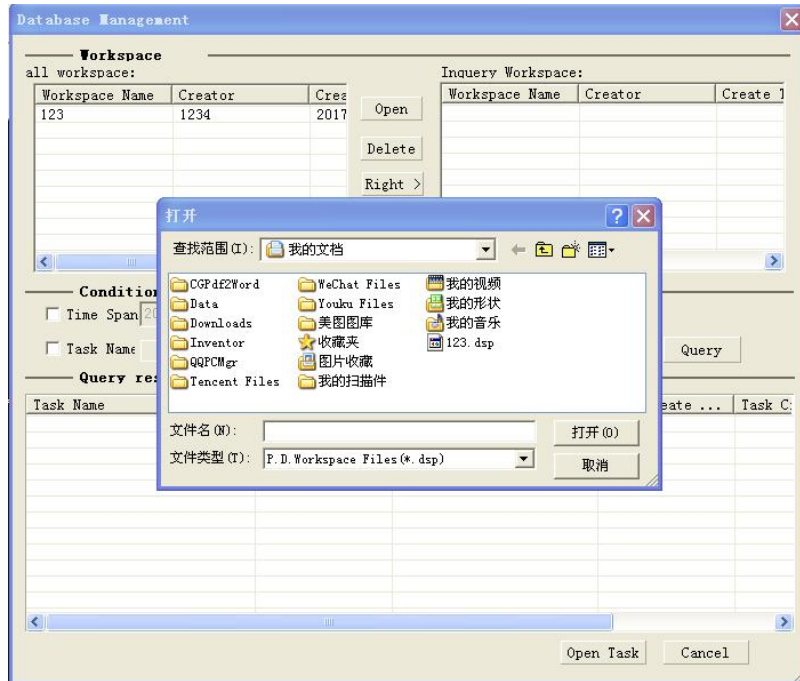 Database Management
Workspace
all workspace:
Inquery Workspace:
Workspace Name Creator Crea
Workspace Name Creator Create T
123 1234 2017
Open
Delete
Right >
打开
查找范围(I): 我的文档
CGPdf2Word WeChat Files 我的视频
Data Youku Files 我的形状
Downloads 美图图库 我的音乐
Inventor 收藏夹 123.dsp
QQPCMgr 图片收藏
Tencent Files 我的扫描件
文件名(N): 打开(O)
文件类型(T): P.D.Workspace Files(*.dsp) 取消
Condition
Time Span 20
Task Name
Query
Query res
Task Name eate ... Task C
Open Task Cancel